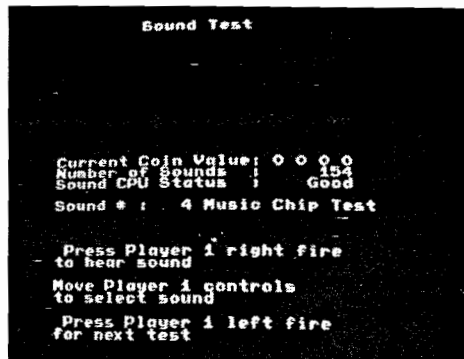 Sound Test
Current Coin Value: 0 0 0 0
Number of Sounds : 154
Sound CPU Status : Good
Sound # : 4 Music Chip Test
Press Player 1 right fire
to hear sound
Move Player 1 controls
to select sound
Press Player 1 left fire
for next test